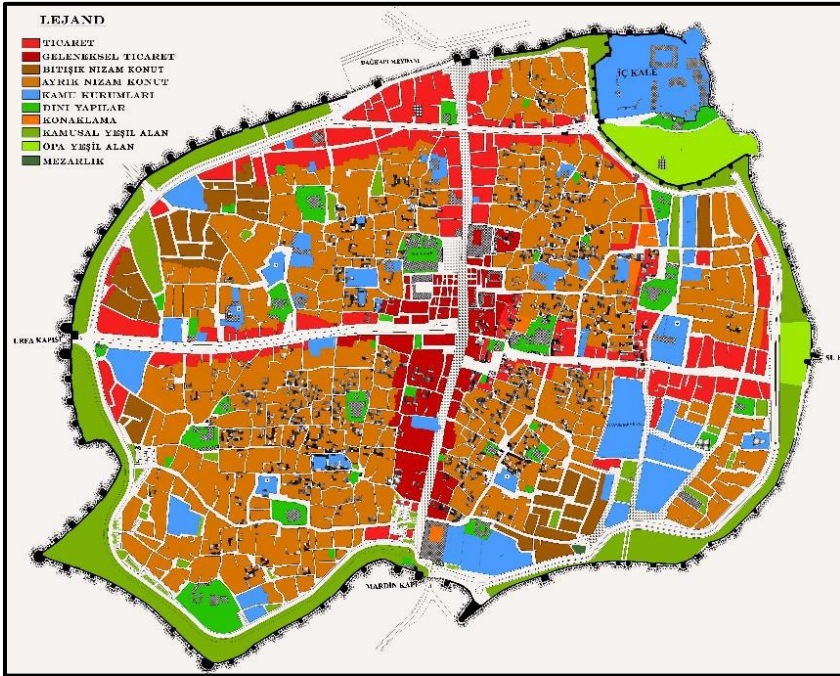 LEJAND
TICARET
GELENEKSEL TICARET
BITIŞIK NIZAM KONUT
AYRIK NIZAM KONUT
KAMU KURUMLARI
DINI YAPILAR
KONAKLAMA
KAMUSAL YEŞIL ALAN
ÖPA YEŞIL ALAN
MEZARLIK
DAĞKAPI MEYDANI
İÇ KALE
URFA KAPISI
SU K
MARDİN KAPI